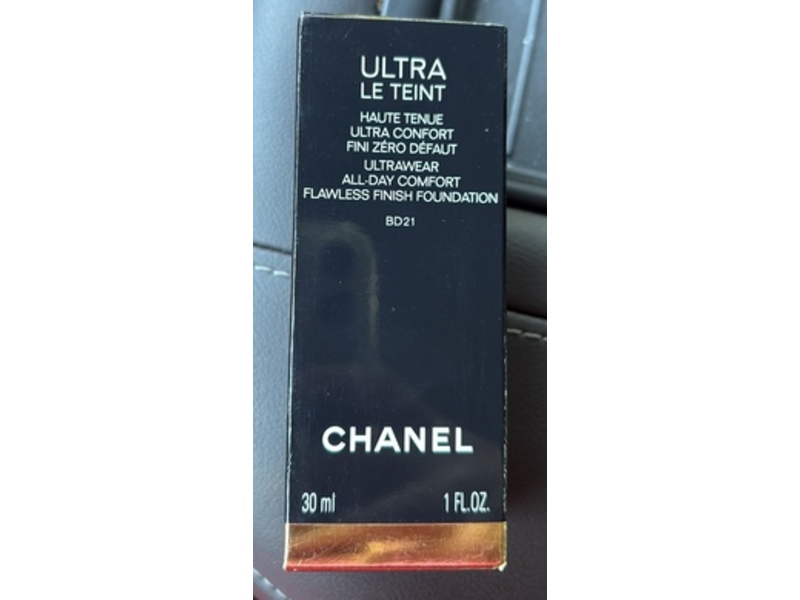 ULTRA
LE TEINT
HAUTE TENUE
ULTRA CONFORT
FINI ZÉRO DÉFAUT
ULTRAWEAR
ALL-DAY COMFORT
FLAWLESS FINISH FOUNDATION
BD21
CHANEL
30 ml 1 FL.OZ.